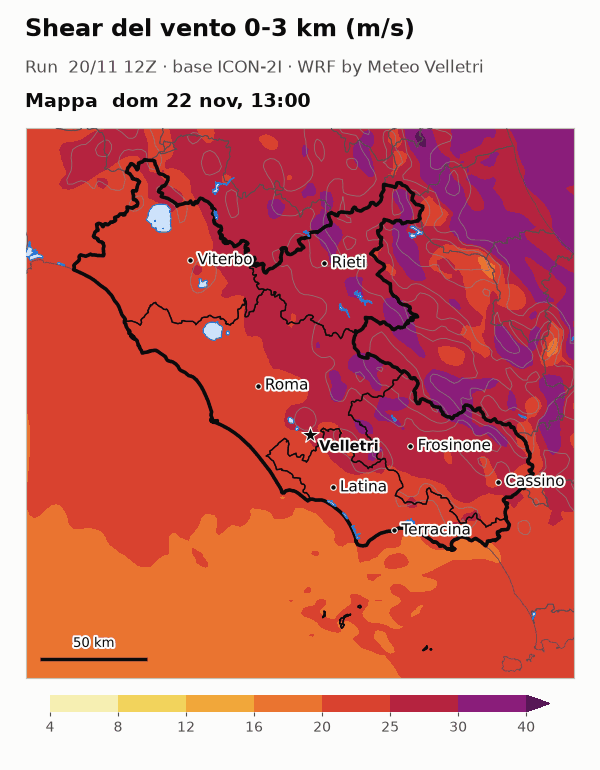 Shear del vento 0-3 km (m/s)
Run  20/11 12Z · base ICON-2I · WRF by Meteo Velletri
Mappa  dom 22 nov, 13:00
Viterbo
Rieti
Roma
Velletri
Frosinone
Latina
Cassino
Terracina
50 km
4 8 12 16 20 25 30 40